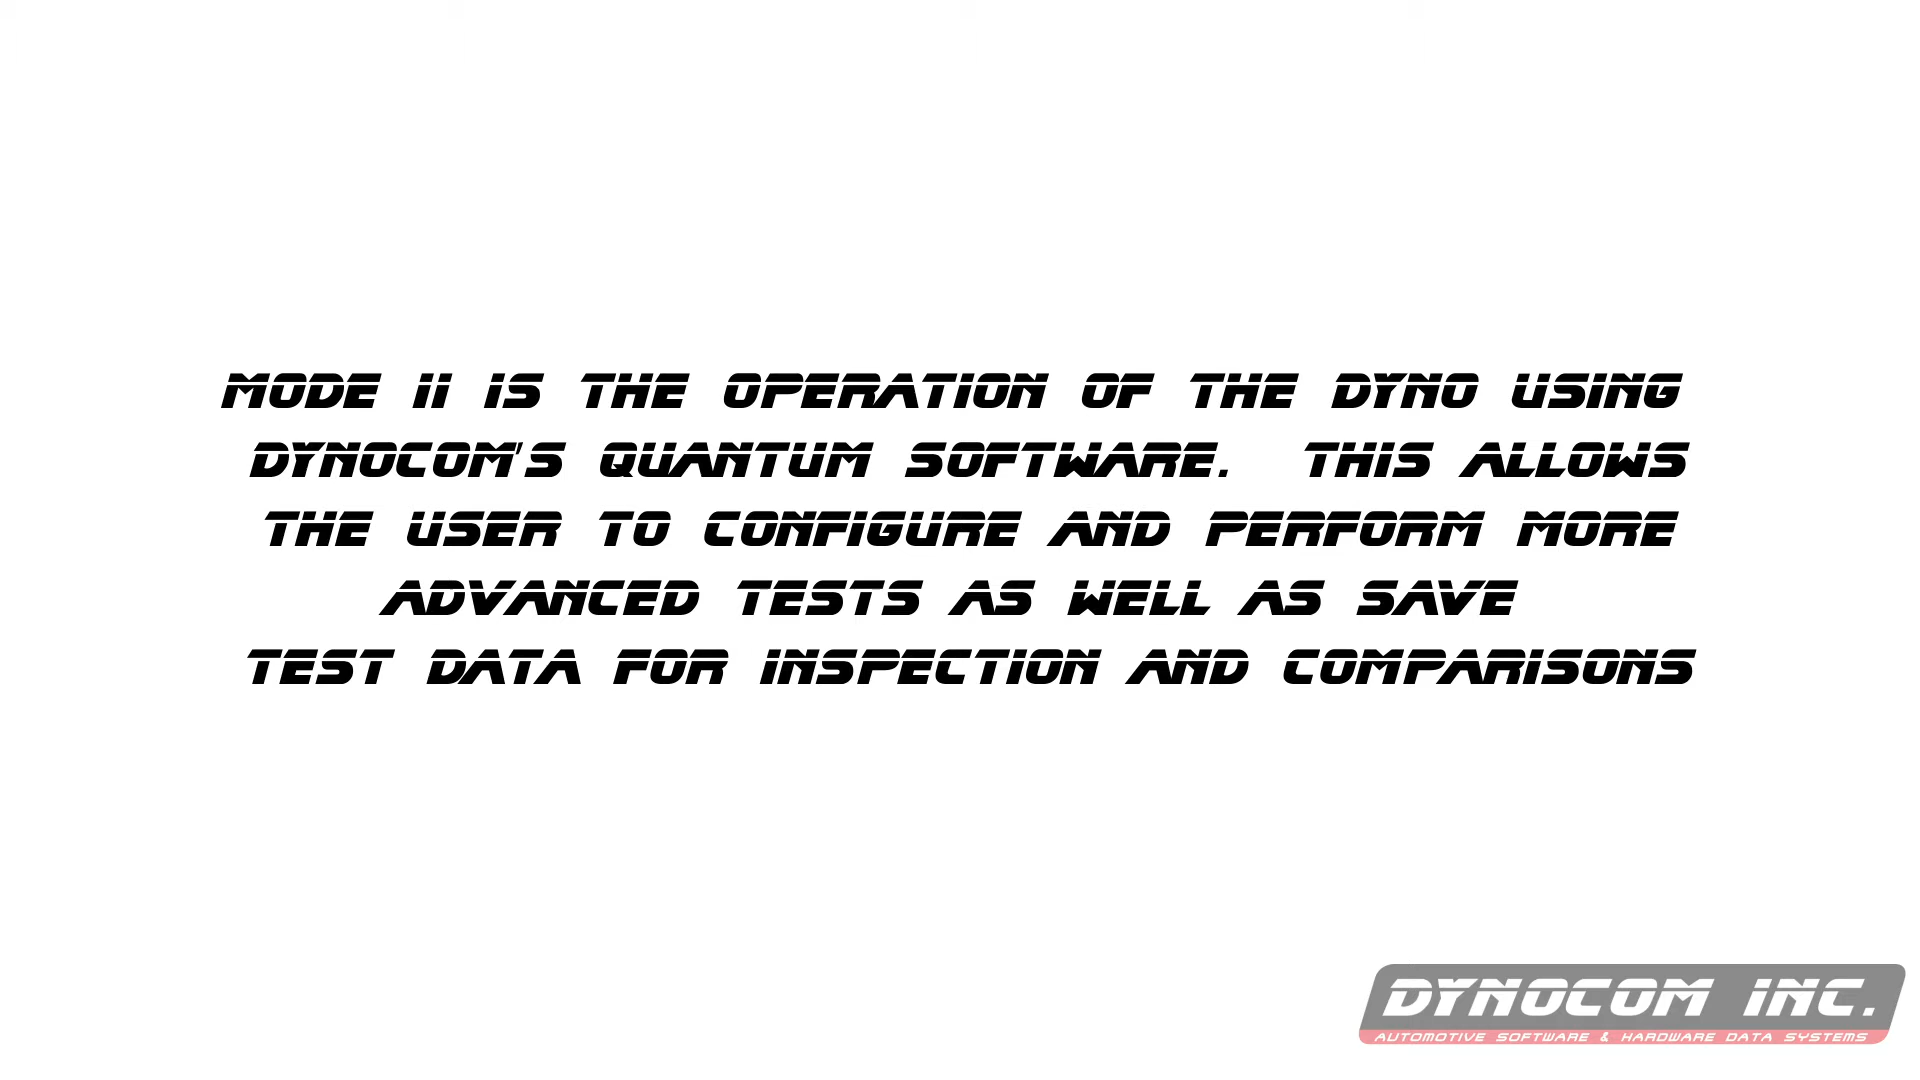 MODE II IS THE OPERATION OF THE DYNO USING
DYNOCOM'S QUANTUM SOFTWARE.  THIS ALLOWS
THE USER TO CONFIGURE AND PERFORM MORE
ADVANCED TESTS AS WELL AS SAVE
TEST DATA FOR INSPECTION AND COMPARISONS
DYNOCOM INC.
AUTOMOTIVE SOFTWARE & HARDWARE DATA SYSTEMS